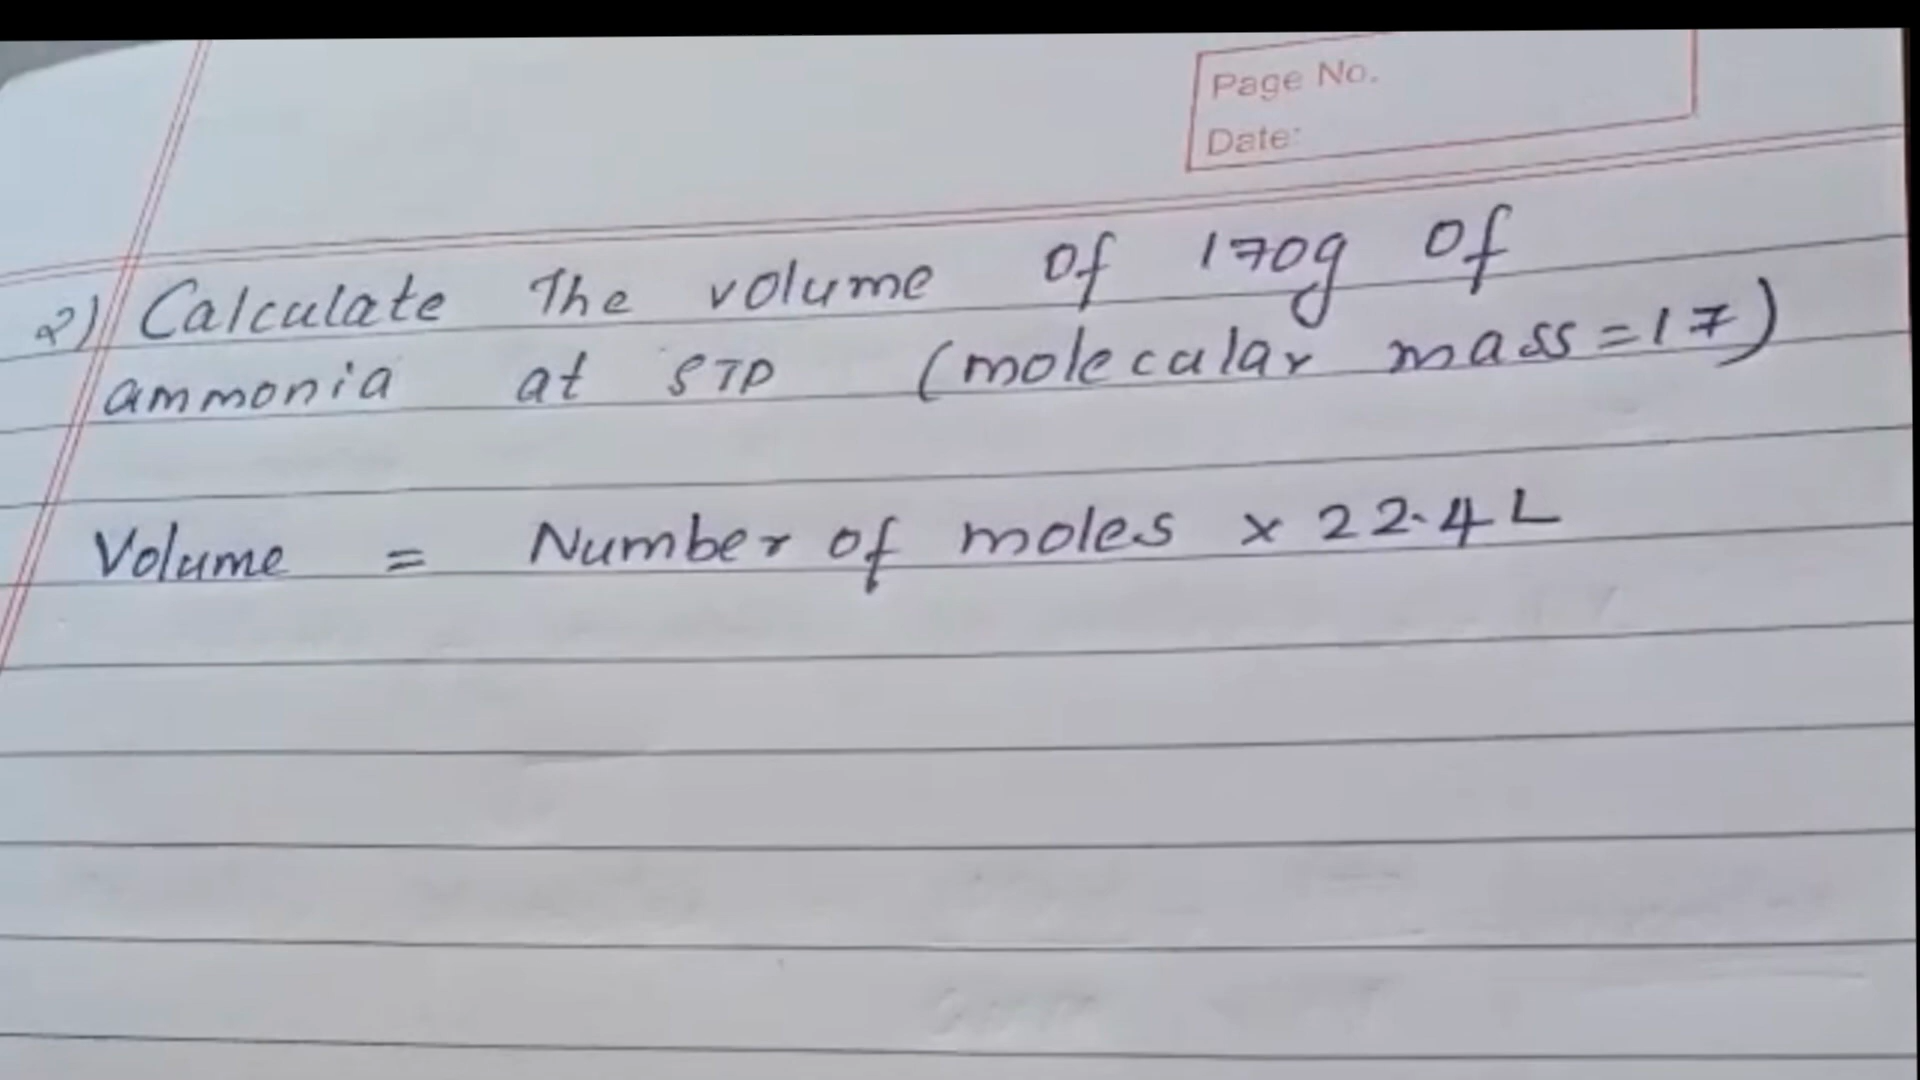 Page No.
Date:
2) Calculate The volume of 170g of
ammonia at STP (molecular mass=17)
Volume = Number of moles x 22.4L